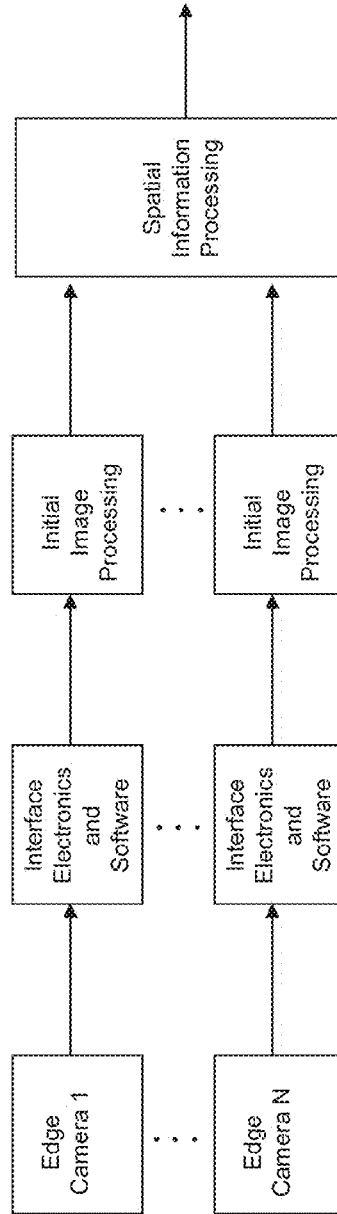 Edge
Camera 1
Interface
Electronics
and
Software
Initial
Image
Processing
Spatial
Information
Processing
. . .
. . .
. . .
Edge
Camera N
Interface
Electronics
and
Software
Initial
Image
Processing